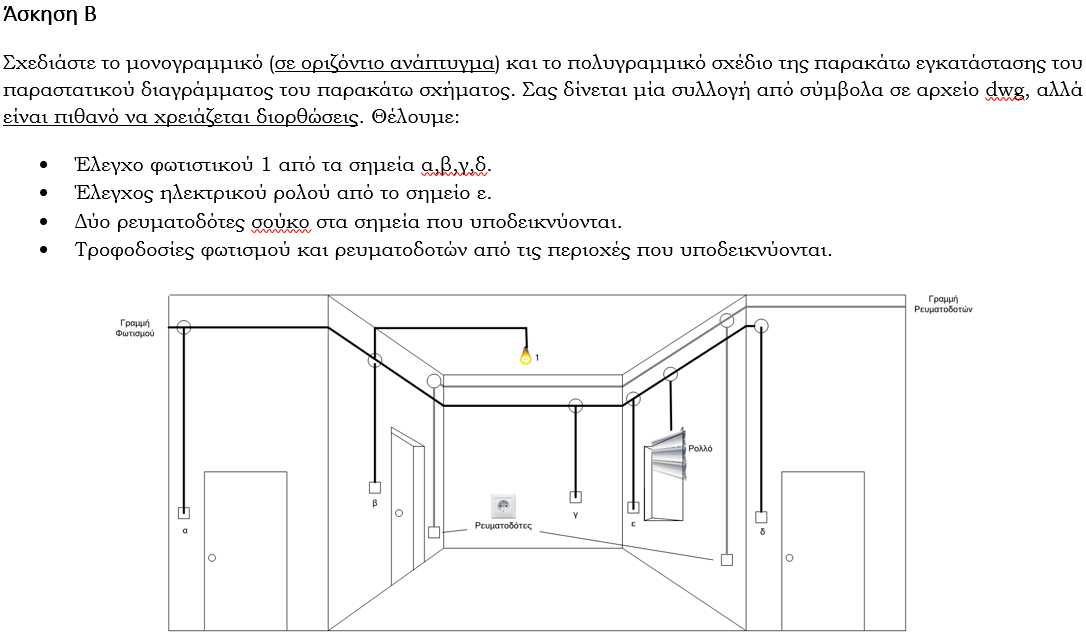 Άσκηση Β
Σχεδιάστε το μονογραμμικό (σε οριζόντιο ανάπτυγμα) και το πολυγραμμικό σχέδιο της παρακάτω εγκατάστασης του
παραστατικού διαγράμματος του παρακάτω σχήματος. Σας δίνεται μία συλλογή από σύμβολα σε αρχείο dwg, αλλά
είναι πιθανό να χρειάζεται διορθώσεις. Θέλουμε:
• Έλεγχο φωτιστικού 1 από τα σημεία α,β,γ,δ.
• Έλεγχος ηλεκτρικού ρολού από το σημείο ε.
• Δύο ρευματοδότες σούκο στα σημεία που υποδεικνύονται.
• Τροφοδοσίες φωτισμού και ρευματοδοτών από τις περιοχές που υποδεικνύονται.
Γραμμή
Φωτισμού
Γραμμή
Ρευματοδοτών
1
Ρολλό
Ρευματοδότες
α
β
γ
ε
δ